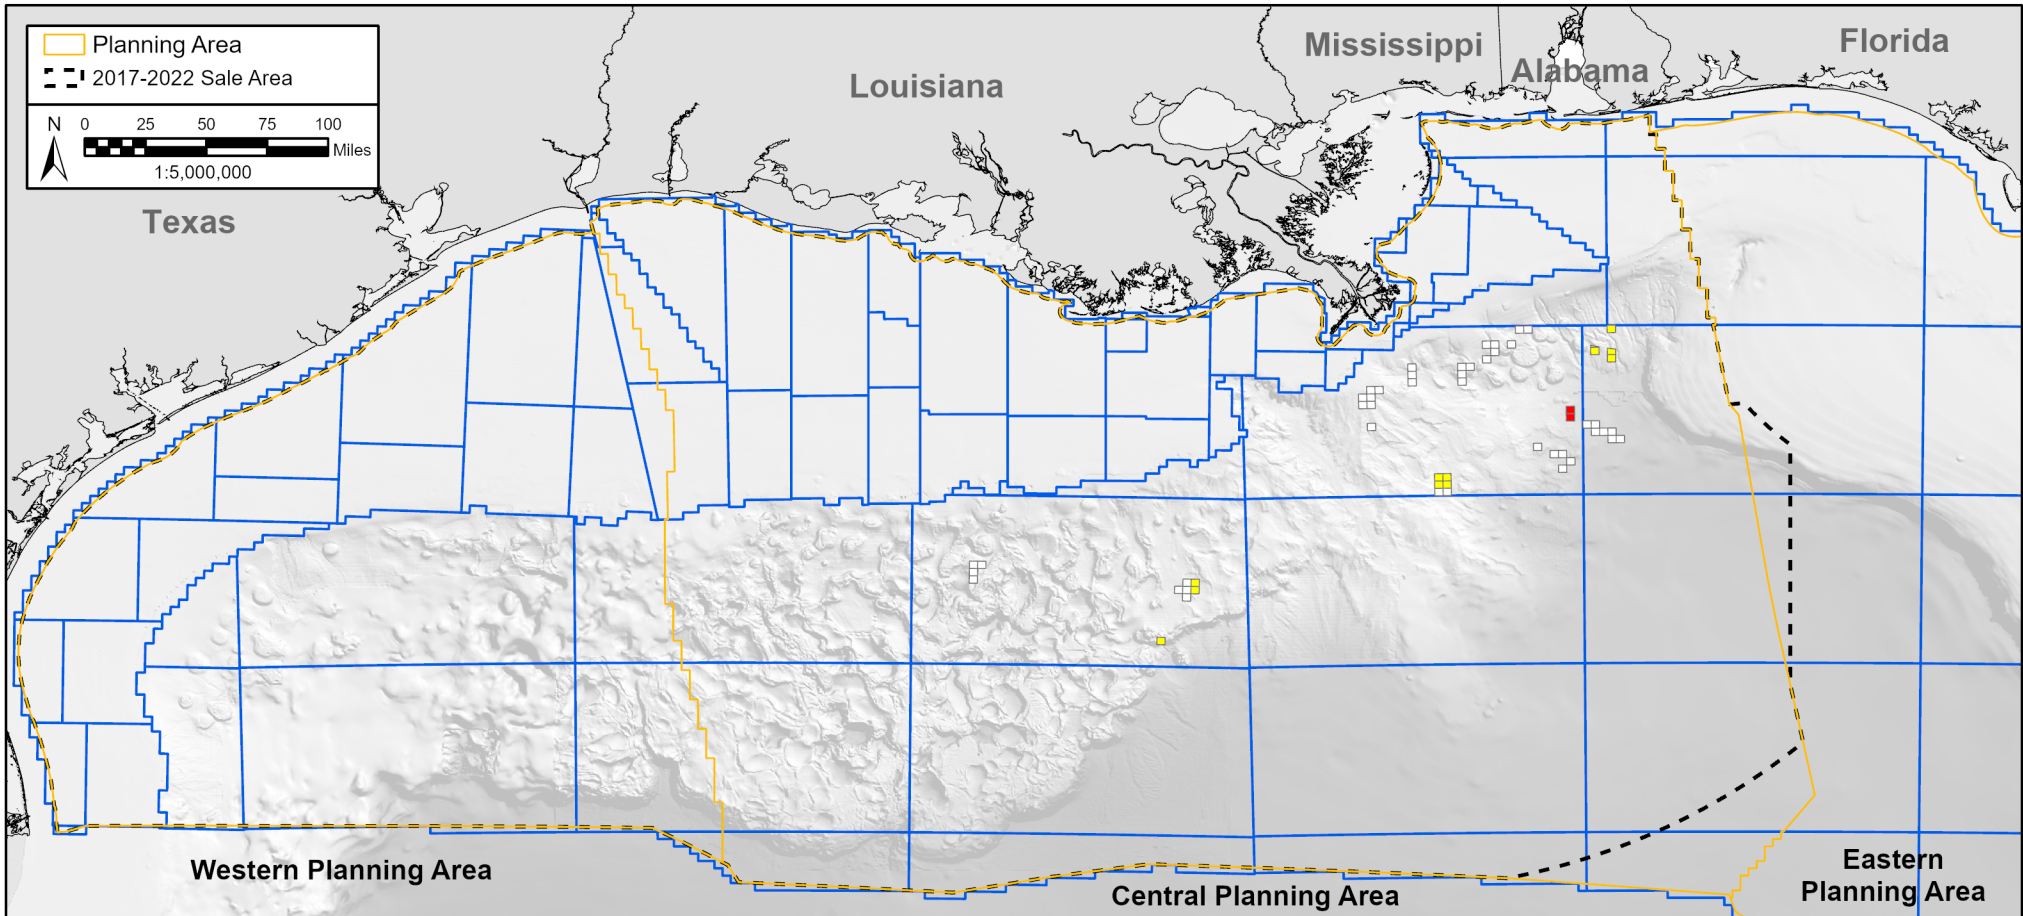 Planning Area
2017-2022 Sale Area
N
0 25 50 75 100
Miles
1:5,000,000
Texas
Louisiana
Mississippi
Alabama
Florida
Western Planning Area
Central Planning Area
Eastern
Planning Area